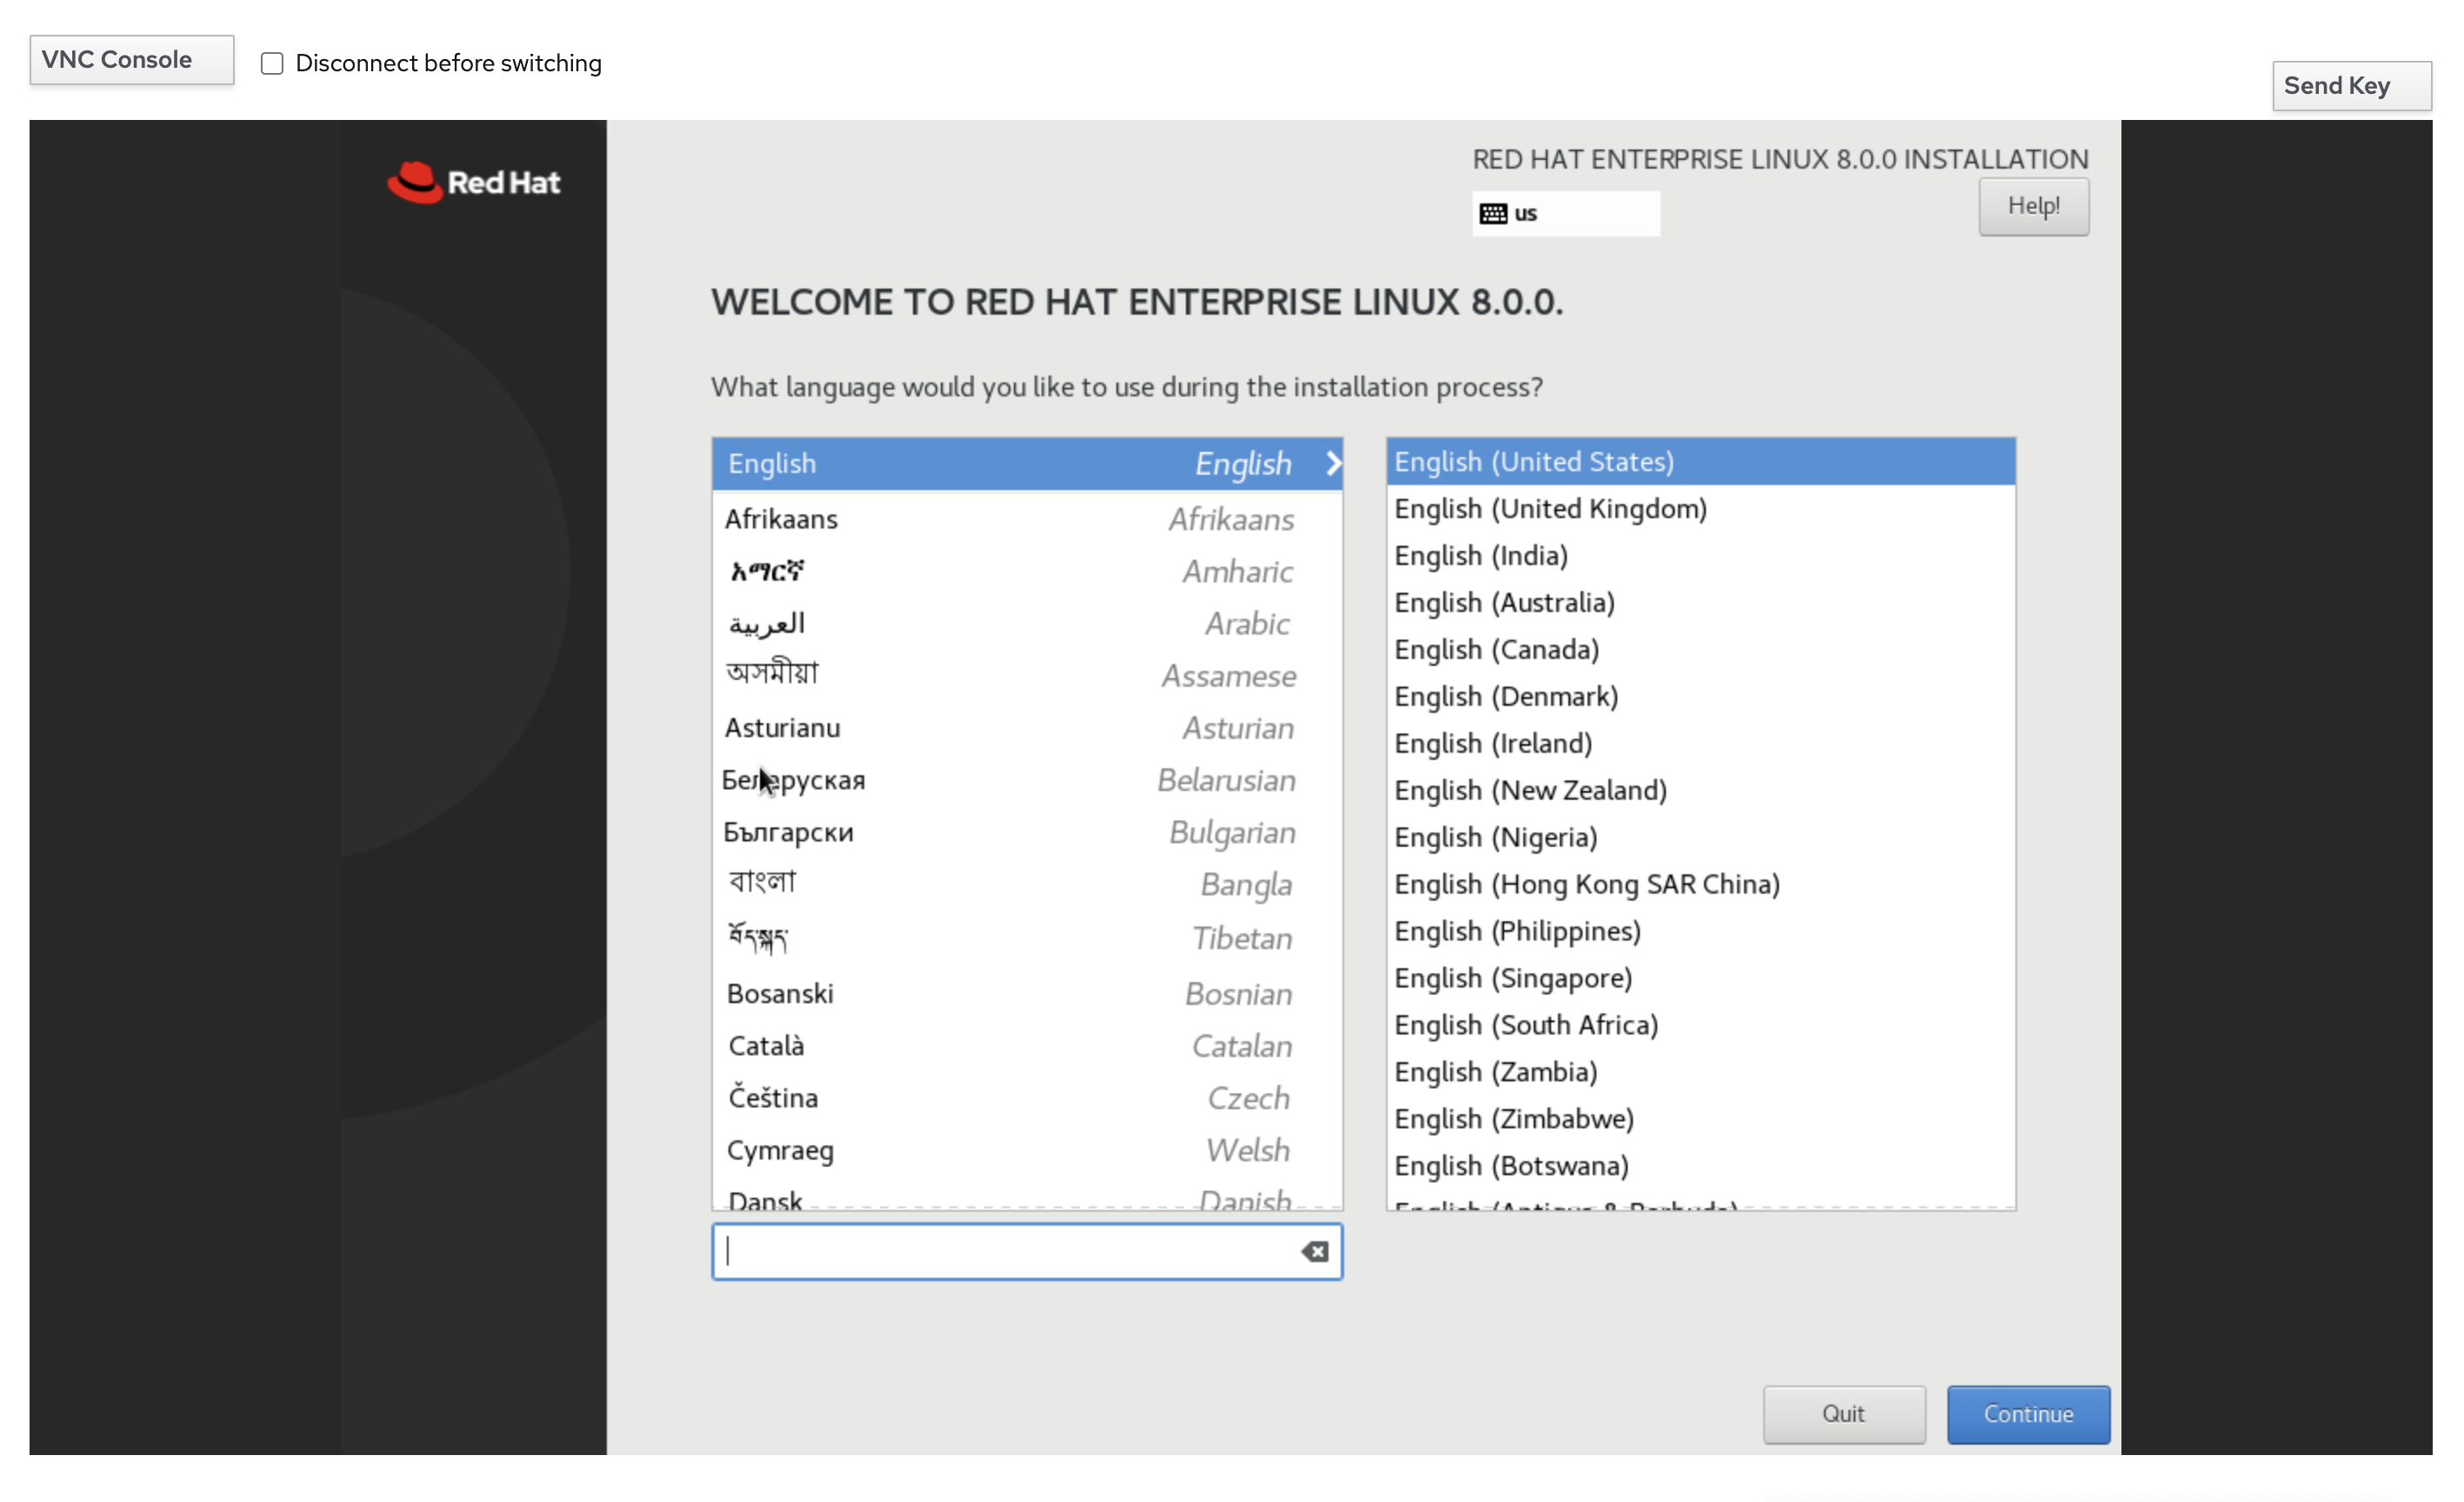 VNC Console
Disconnect before switching
Send Key
Red Hat
RED HAT ENTERPRISE LINUX 8.0.0 INSTALLATION
us
Help!
WELCOME TO RED HAT ENTERPRISE LINUX 8.0.0.
What language would you like to use during the installation process?
English English
Afrikaans Afrikaans
አማርኛ Amharic
العربية Arabic
অসমীয়া Assamese
Asturianu Asturian
Беларуская Belarusian
Български Bulgarian
বাংলা Bangla
བོད་སྐད་ Tibetan
Bosanski Bosnian
Català Catalan
Čeština Czech
Cymraeg Welsh
Dansk Danish
English (United States)
English (United Kingdom)
English (India)
English (Australia)
English (Canada)
English (Denmark)
English (Ireland)
English (New Zealand)
English (Nigeria)
English (Hong Kong SAR China)
English (Philippines)
English (Singapore)
English (South Africa)
English (Zambia)
English (Zimbabwe)
English (Botswana)
English (Antigua & Barbuda)
Quit
Continue